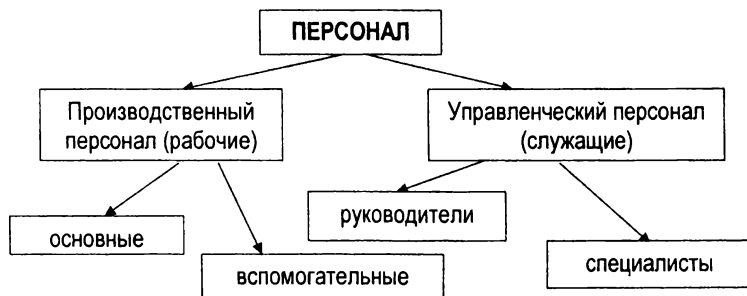 ПЕРСОНАЛ
Производственный
персонал (рабочие)
Управленческий персонал
(служащие)
основные
вспомогательные
руководители
специалисты